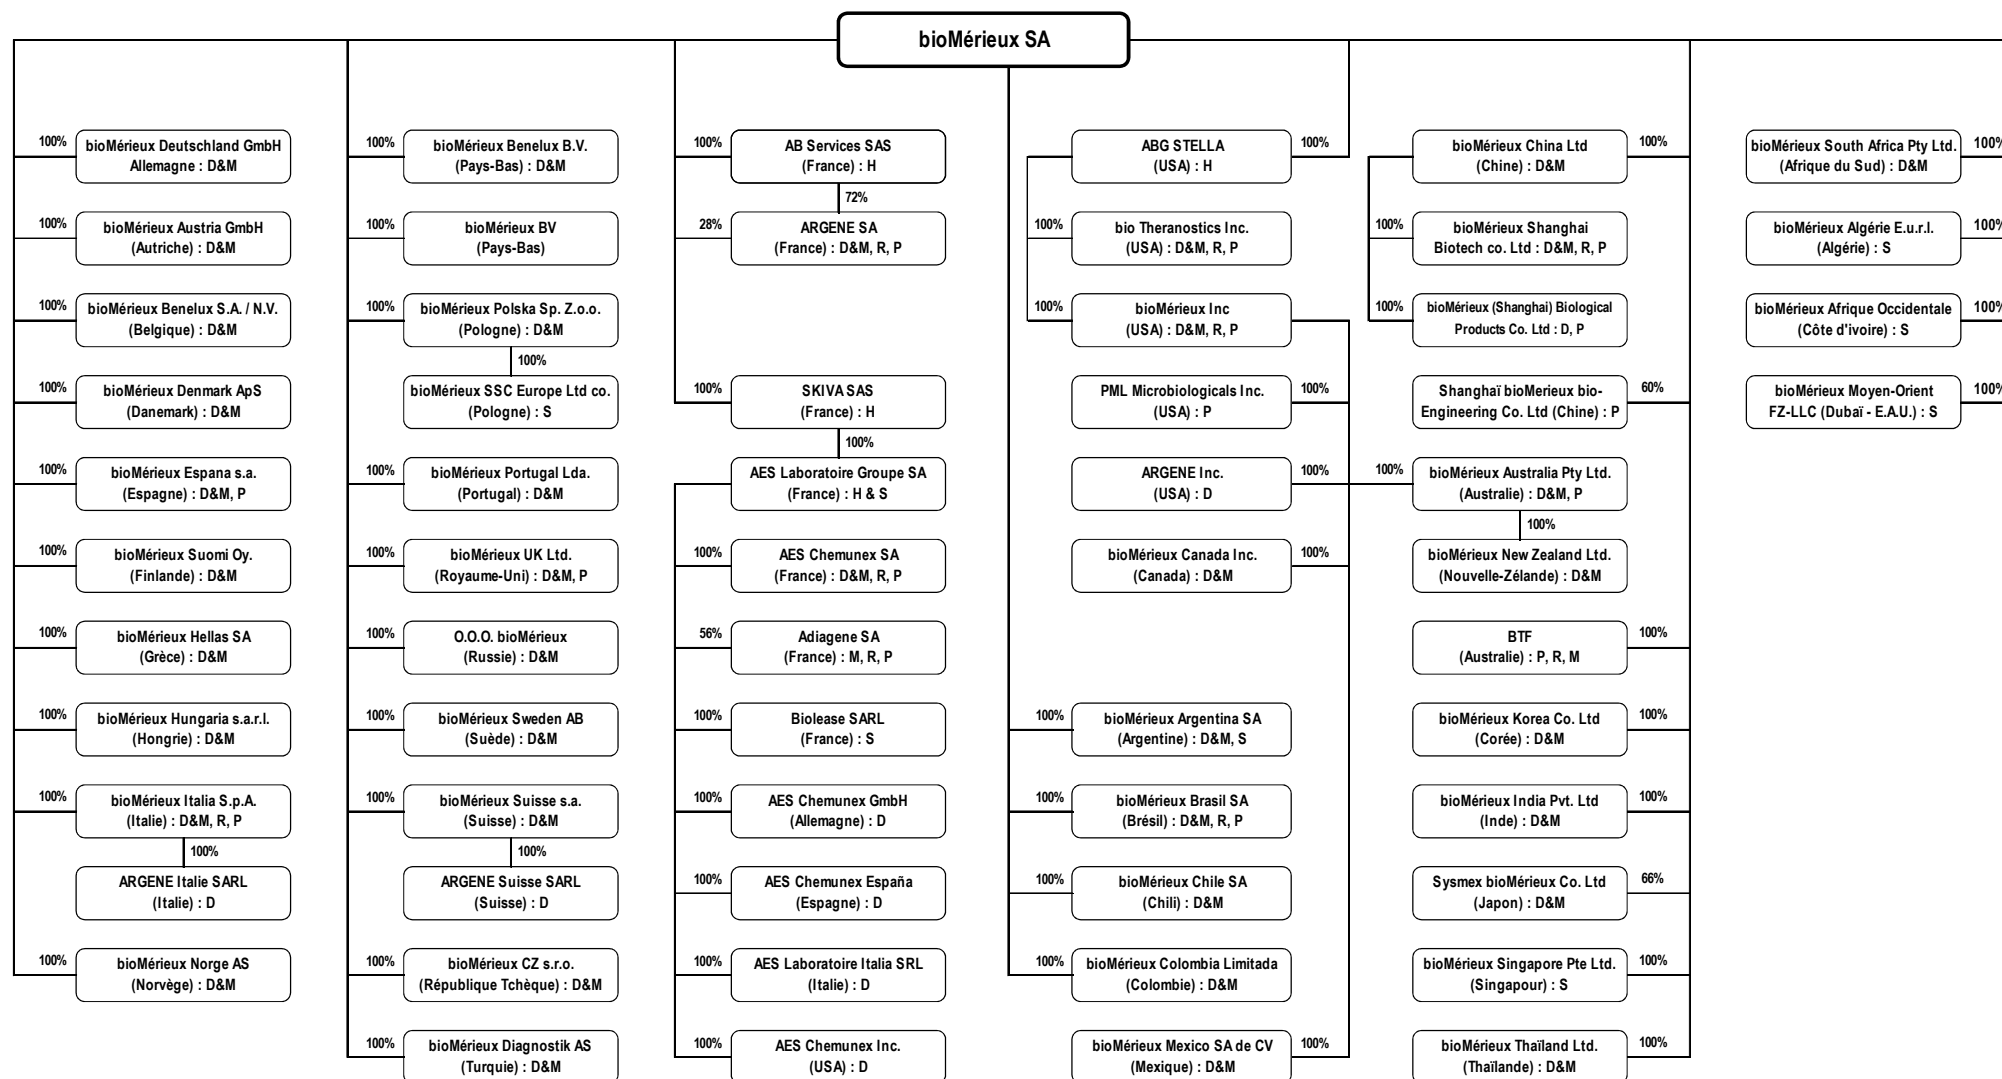 bioMérieux SA
100%
bioMérieux Deutschland GmbH
Allemagne : D&M
100%
bioMérieux Austria GmbH
(Autriche) : D&M
100%
bioMérieux Benelux S.A. / N.V.
(Belgique) : D&M
100%
bioMérieux Denmark ApS
(Danemark) : D&M
100%
bioMérieux Espana s.a.
(Espagne) : D&M, P
100%
bioMérieux Suomi Oy.
(Finlande) : D&M
100%
bioMérieux Hellas SA
(Grèce) : D&M
100%
bioMérieux Hungaria s.a.r.l.
(Hongrie) : D&M
100%
bioMérieux Italia S.p.A.
(Italie) : D&M, R, P
100%
ARGENE Italie SARL
(Italie) : D
100%
bioMérieux Norge AS
(Norvège) : D&M
100%
bioMérieux Benelux B.V.
(Pays-Bas) : D&M
100%
bioMérieux BV
(Pays-Bas)
100%
bioMérieux Polska Sp. Z.o.o.
(Pologne) : D&M
100%
bioMérieux SSC Europe Ltd co.
(Pologne) : S
100%
bioMérieux Portugal Lda.
(Portugal) : D&M
100%
bioMérieux UK Ltd.
(Royaume-Uni) : D&M, P
100%
O.O.O. bioMérieux
(Russie) : D&M
100%
bioMérieux Sweden AB
(Suède) : D&M
100%
bioMérieux Suisse s.a.
(Suisse) : D&M
100%
ARGENE Suisse SARL
(Suisse) : D
100%
bioMérieux CZ s.r.o.
(République Tchèque) : D&M
100%
bioMérieux Diagnostik AS
(Turquie) : D&M
100%
AB Services SAS
(France) : H
72%
28%
ARGENE SA
(France) : D&M, R, P
100%
SKIVA SAS
(France) : H
100%
AES Laboratoire Groupe SA
(France) : H & S
100%
AES Chemunex SA
(France) : D&M, R, P
56%
Adiagene SA
(France) : M, R, P
100%
Biolease SARL
(France) : S
100%
AES Chemunex GmbH
(Allemagne) : D
100%
AES Chemunex España
(Espagne) : D
100%
AES Laboratoire Italia SRL
(Italie) : D
100%
AES Chemunex Inc.
(USA) : D
ABG STELLA
(USA) : H
100%
100%
bio Theranostics Inc.
(USA) : D&M, R, P
100%
bioMérieux Inc
(USA) : D&M, R, P
PML Microbiologicals Inc.
(USA) : P
100%
ARGENE Inc.
(USA) : D
100%
bioMérieux Canada Inc.
(Canada) : D&M
100%
100%
bioMérieux Argentina SA
(Argentine) : D&M, S
100%
bioMérieux Brasil SA
(Brésil) : D&M, R, P
100%
bioMérieux Chile SA
(Chili) : D&M
100%
bioMérieux Colombia Limitada
(Colombie) : D&M
bioMérieux Mexico SA de CV
(Mexique) : D&M
100%
bioMérieux China Ltd
(Chine) : D&M
100%
100%
bioMérieux Shanghai
Biotech co. Ltd : D&M, R, P
100%
bioMérieux (Shanghai) Biological
Products Co. Ltd : D, P
Shanghaï bioMerieux bio-
Engineering Co. Ltd (Chine) : P
60%
100%
bioMérieux Australia Pty Ltd.
(Australie) : D&M, P
100%
bioMérieux New Zealand Ltd.
(Nouvelle-Zélande) : D&M
BTF
(Australie) : P, R, M
100%
bioMérieux Korea Co. Ltd
(Corée) : D&M
100%
bioMérieux India Pvt. Ltd
(Inde) : D&M
100%
Sysmex bioMérieux Co. Ltd
(Japon) : D&M
66%
bioMérieux Singapore Pte Ltd.
(Singapour) : S
100%
bioMérieux Thaïland Ltd.
(Thaïlande) : D&M
100%
bioMérieux South Africa Pty Ltd.
(Afrique du Sud) : D&M
100%
bioMérieux Algérie E.u.r.l.
(Algérie) : S
100%
bioMérieux Afrique Occidentale
(Côte d'ivoire) : S
100%
bioMérieux Moyen-Orient
FZ-LLC (Dubaï - E.A.U.) : S
100%